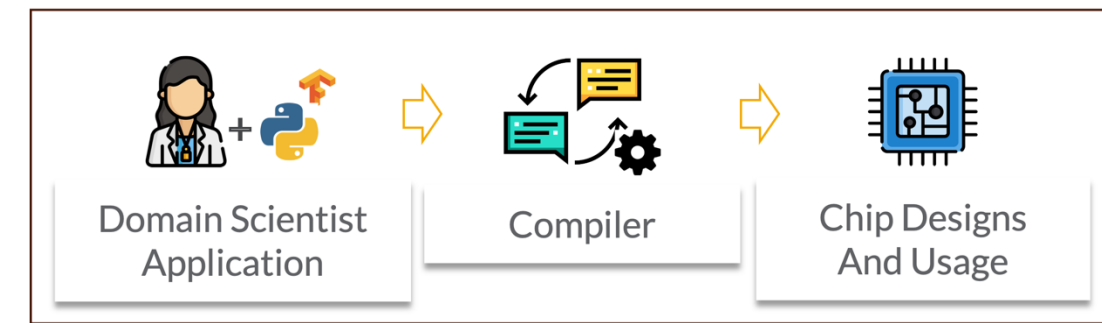 Domain Scientist
Application
Compiler
Chip Designs
And Usage